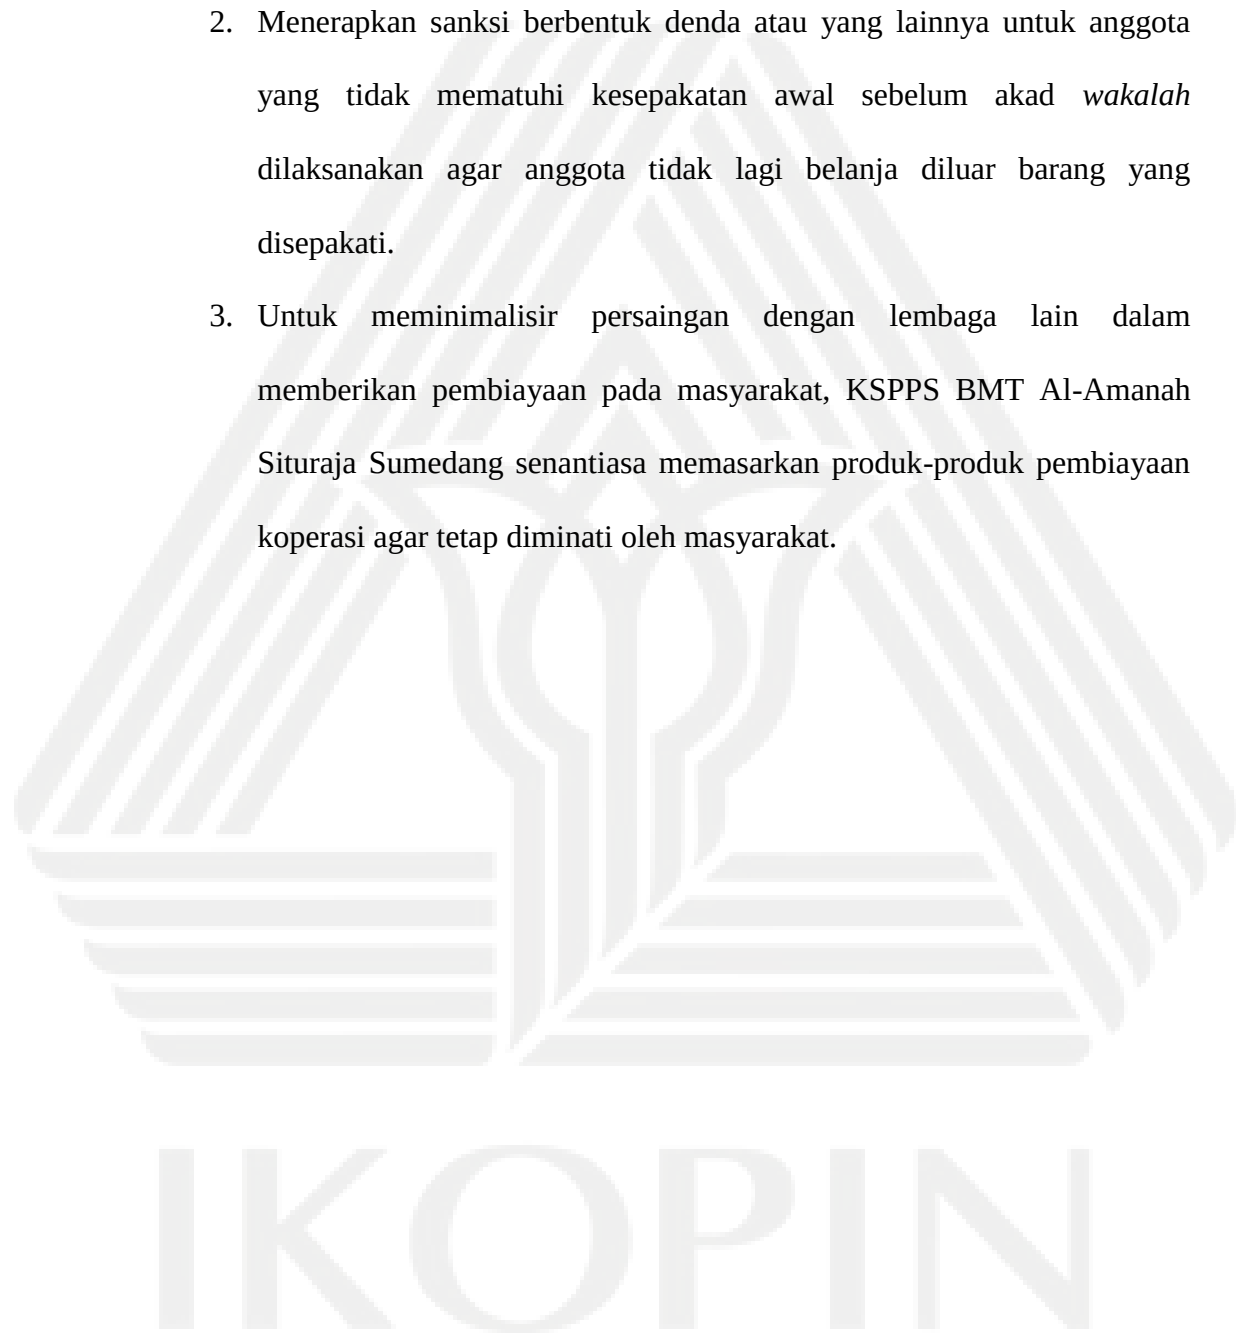 2. Menerapkan sanksi berbentuk denda atau yang lainnya untuk anggota
yang tidak mematuhi kesepakatan awal sebelum akad wakalah
dilaksanakan agar anggota tidak lagi belanja diluar barang yang
disepakati.
3. Untuk meminimalisir persaingan dengan lembaga lain dalam
memberikan pembiayaan pada masyarakat, KSPPS BMT Al-Amanah
Situraja Sumedang senantiasa memasarkan produk-produk pembiayaan
koperasi agar tetap diminati oleh masyarakat.
IKOPIN